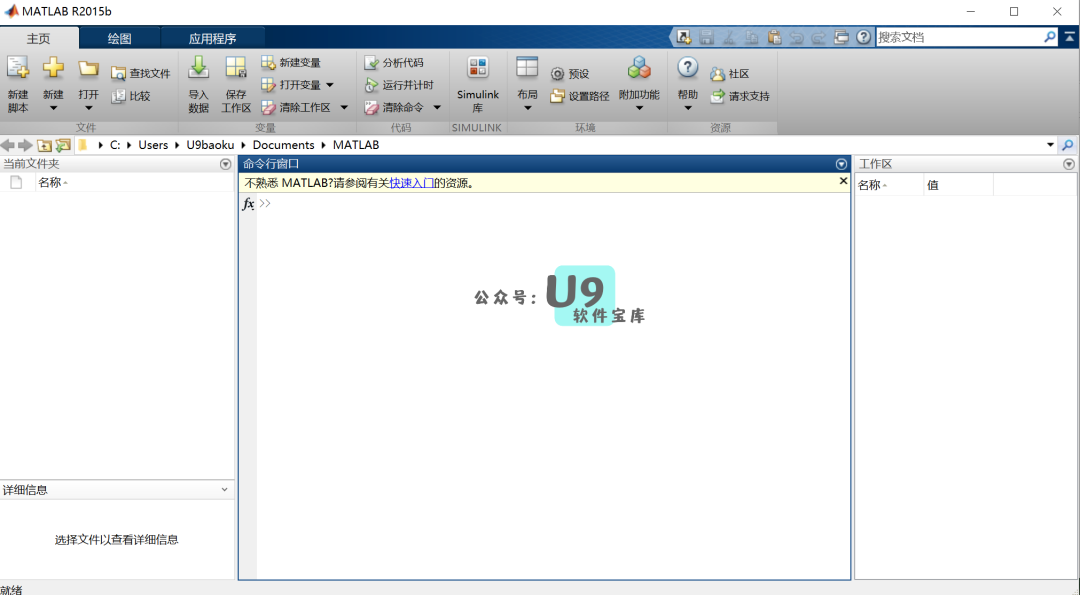 MATLAB R2015b
主页 绘图 应用程序 搜索文档
新建脚本 新建 打开 查找文件 比较
导入数据 保存工作区 新建变量 打开变量 清除工作区
分析代码 运行并计时 清除命令
Simulink 库
布局 预设 设置路径 附加功能
帮助 社区 请求支持
文件 变量 代码 SIMULINK 环境 资源
C: Users U9baoku Documents MATLAB
当前文件夹
名称
命令行窗口
不熟悉 MATLAB?请参阅有关快速入门的资源。
fx >>
公众号: U9
软件宝库
工作区
名称 值
详细信息
选择文件以查看详细信息
就绪